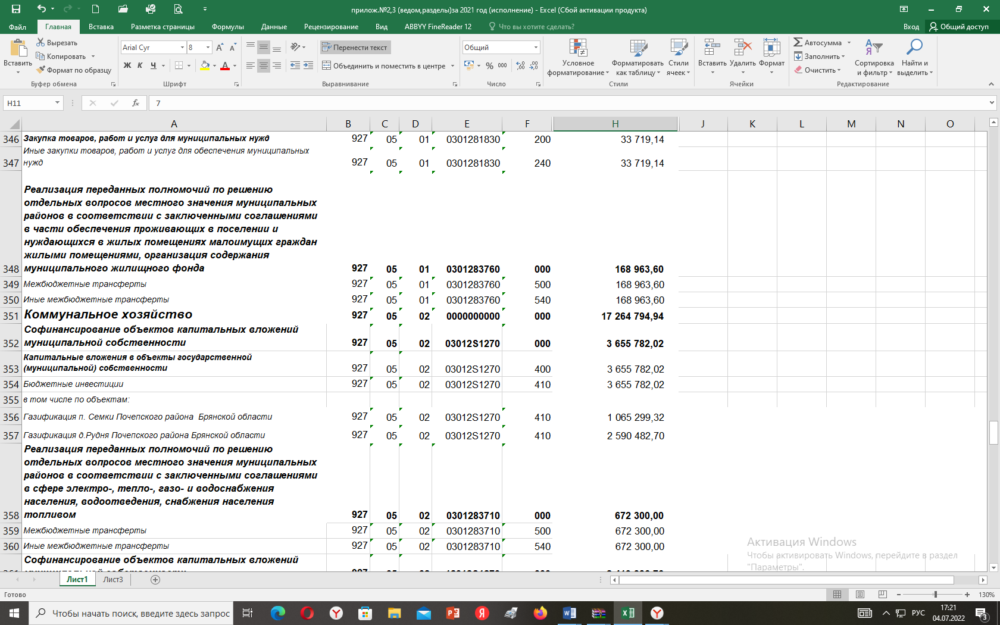 прилож.№2,3 (ведом,разделы)за 2021 год (исполнение) - Excel (Сбой активации продукта)
Файл Главная Вставка Разметка страницы Формулы Данные Рецензирование Вид ABBYY FineReader 12 Что вы хотите сделать? Вход Общий доступ
Вставить Вырезать Копировать Формат по образцу
Буфер обмена
Arial Cyr 8
Ж К Ч
Шрифт
Перенести текст
Объединить и поместить в центре
Выравнивание
Общий
% 000
Число
Условное форматирование Форматировать как таблицу Стили ячеек
Стили
Вставить Удалить Формат
Ячейки
Автосумма
Заполнить
Очистить
Сортировка и фильтр Найти и выделить
Редактирование
H11 fx 7
A B C D E F H J K L M N O
346 Закупка товаров, работ и услуг для муниципальных нужд 927 05 01 0301281830 200 33 719,14
Иные закупки товаров, работ и услуг для обеспечения муниципальных
347 нужд 927 05 01 0301281830 240 33 719,14
Реализация переданных полномочий по решению
отдельных вопросов местного значения муниципальных
районов в соответствии с заключенными соглашениями
в части обеспечения проживающих в поселении и
нуждающихся в жилых помещениях малоимущих граждан
жилыми помещениями, организация содержания
348 муниципального жилищного фонда 927 05 01 0301283760 000 168 963,60
349 Межбюджетные трансферты 927 05 01 0301283760 500 168 963,60
350 Иные межбюджетные трансферты 927 05 01 0301283760 540 168 963,60
351 Коммунальное хозяйство 927 05 02 0000000000 000 17 264 794,94
Софинансирование объектов капитальных вложений
352 муниципальной собственности 927 05 02 03012S1270 000 3 655 782,02
Капитальные вложения в объекты государственной
353 (муниципальной) собственности 927 05 02 03012S1270 400 3 655 782,02
354 Бюджетные инвестиции 927 05 02 03012S1270 410 3 655 782,02
355 в том числе по объектам:
356 Газификация п. Семки Почепского района Брянской области 927 05 02 03012S1270 410 1 065 299,32
357 Газификация д.Рудня Почепского района Брянской области 927 05 02 03012S1270 410 2 590 482,70
Реализация переданных полномочий по решению
отдельных вопросов местного значения муниципальных
районов в соответствии с заключенными соглашениями
в сфере электро-, тепло-, газо- и водоснабжения
населения, водоотведения, снабжения населения
358 топливом 927 05 02 0301283710 000 672 300,00
359 Межбюджетные трансферты 927 05 02 0301283710 500 672 300,00
360 Иные межбюджетные трансферты 927 05 02 0301283710 540 672 300,00
Софинансирование объектов капитальных вложений
Активация Windows
Чтобы активировать Windows, перейдите в раздел
"Параметры".
Лист1 Лист3
Готово 130%
Чтобы начать поиск, введите здесь запрос
РУС 17:21
04.07.2022
3